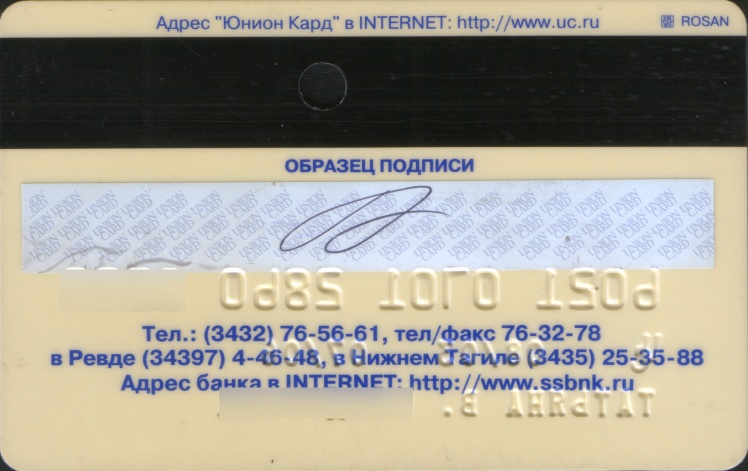 Адрес "Юнион Кард" в INTERNET: http://www.uc.ru
ROSAN
ОБРАЗЕЦ ПОДПИСИ
Тел.: (3432) 76-56-61, тел/факс 76-32-78
в Ревде (34397) 4-46-48, в Нижнем Тагиле (3435) 25-35-88
Адрес банка в INTERNET: http://www.ssbnk.ru